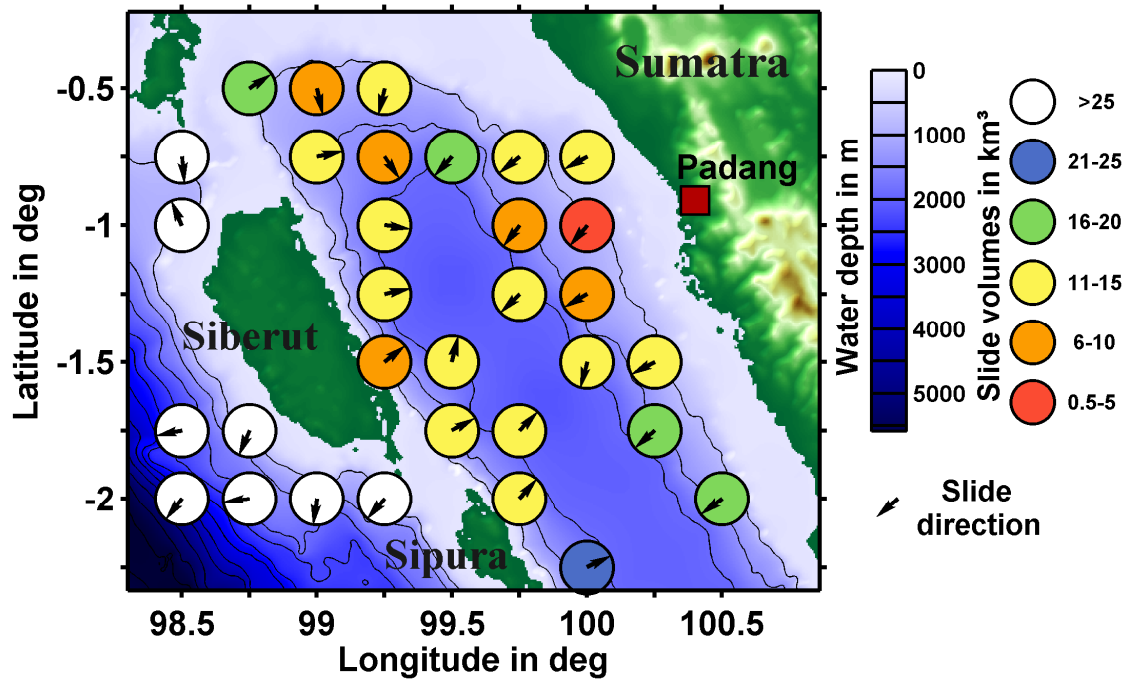 Sumatra
Padang
Siberut
Sipura
-0.5
-1
-1.5
-2
98.5
99
99.5
100
100.5
Latitude in deg
Longitude in deg
0
1000
2000
3000
4000
5000
Water depth in m
Slide volumes in km³
>25
21-25
16-20
11-15
6-10
0.5-5
Slide
direction